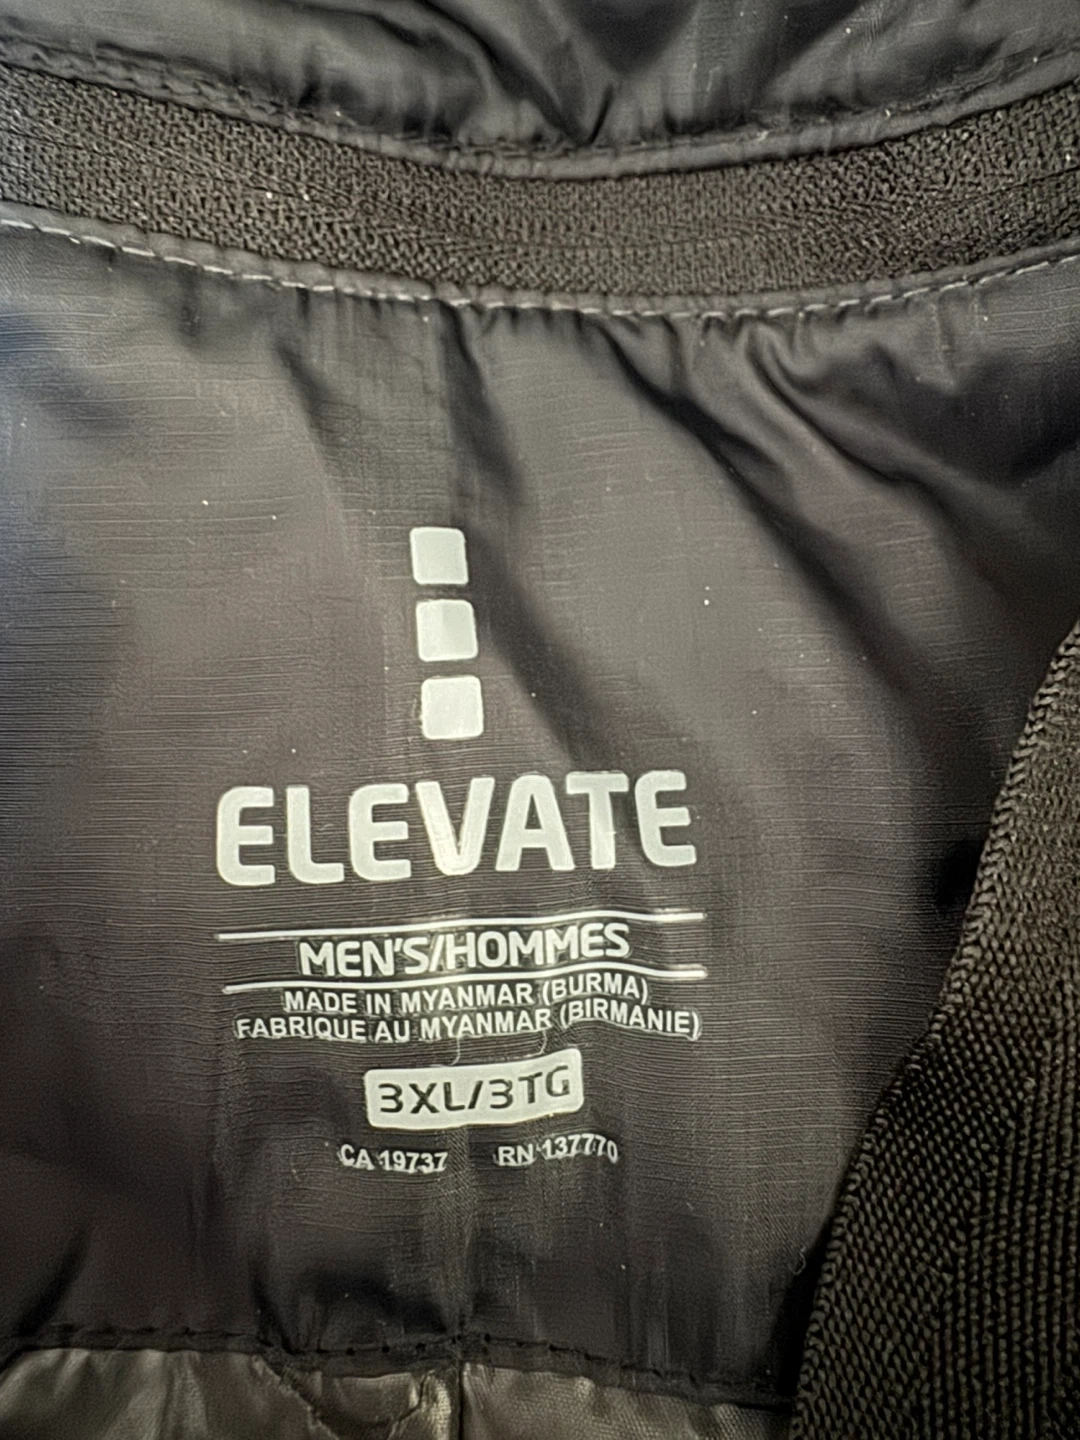 ELEVATE
MEN'S/HOMMES
MADE IN MYANMAR (BURMA)
FABRIQUE AU MYANMAR (BIRMANIE)
3XL/3TG
CA 19737 RN 137770